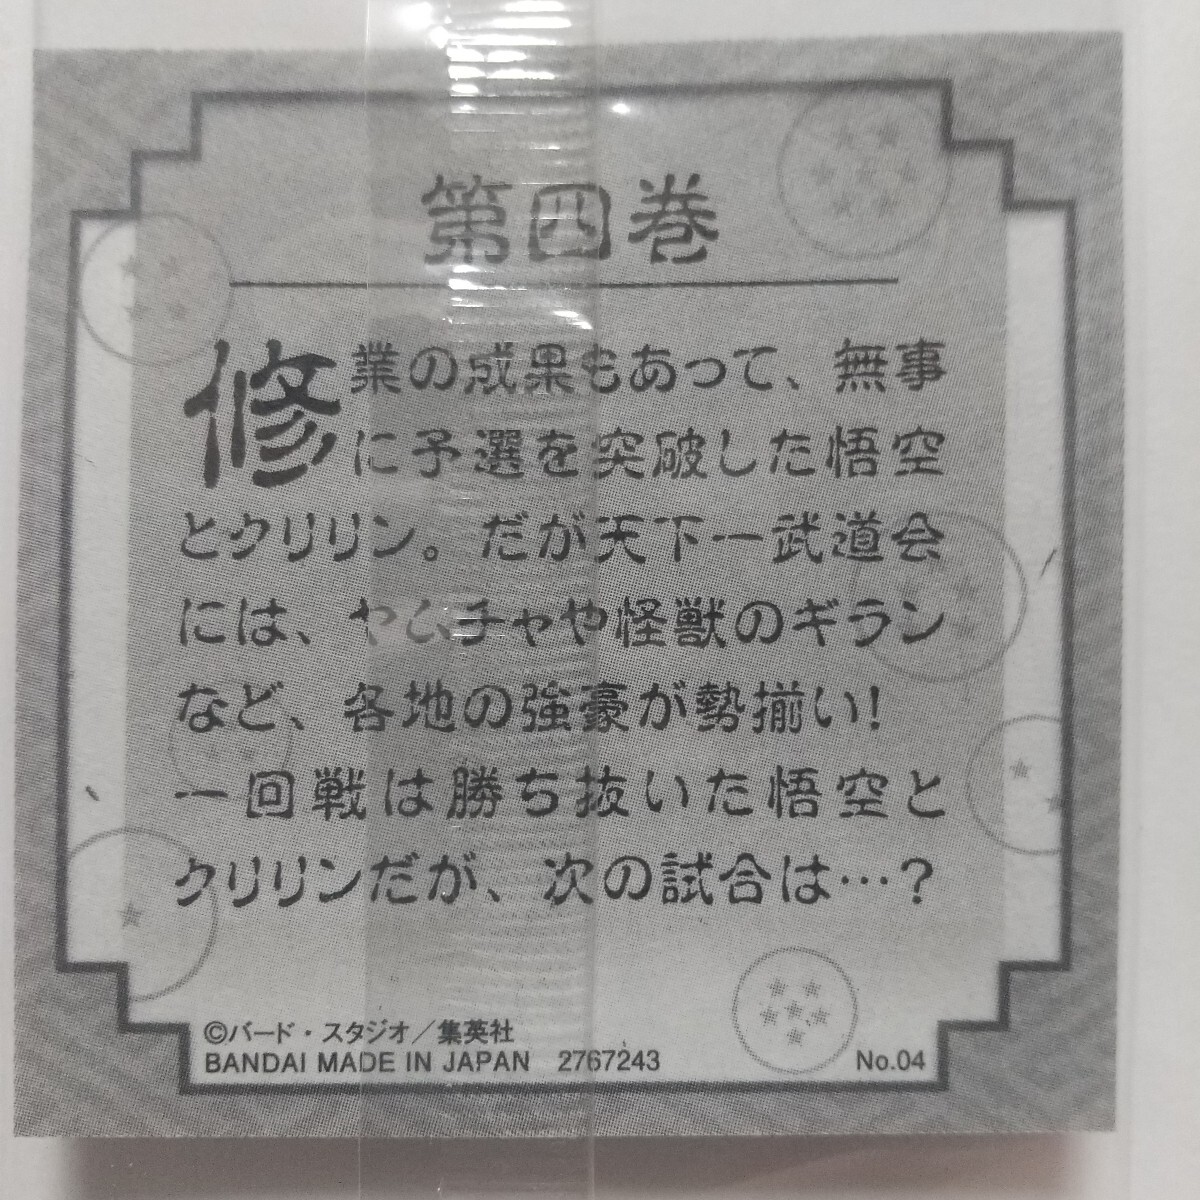 第四巻
修業の成果もあって、無事
に予選を突破した悟空
とクリリン。だが天下一武道会
には、ヤムチャや怪獣のギラン
など、各地の強豪が勢揃い!
一回戦は勝ち抜いた悟空と
クリリンだが、次の試合は…?
©バード・スタジオ/集英社
BANDAI MADE IN JAPAN 2767243 No.04